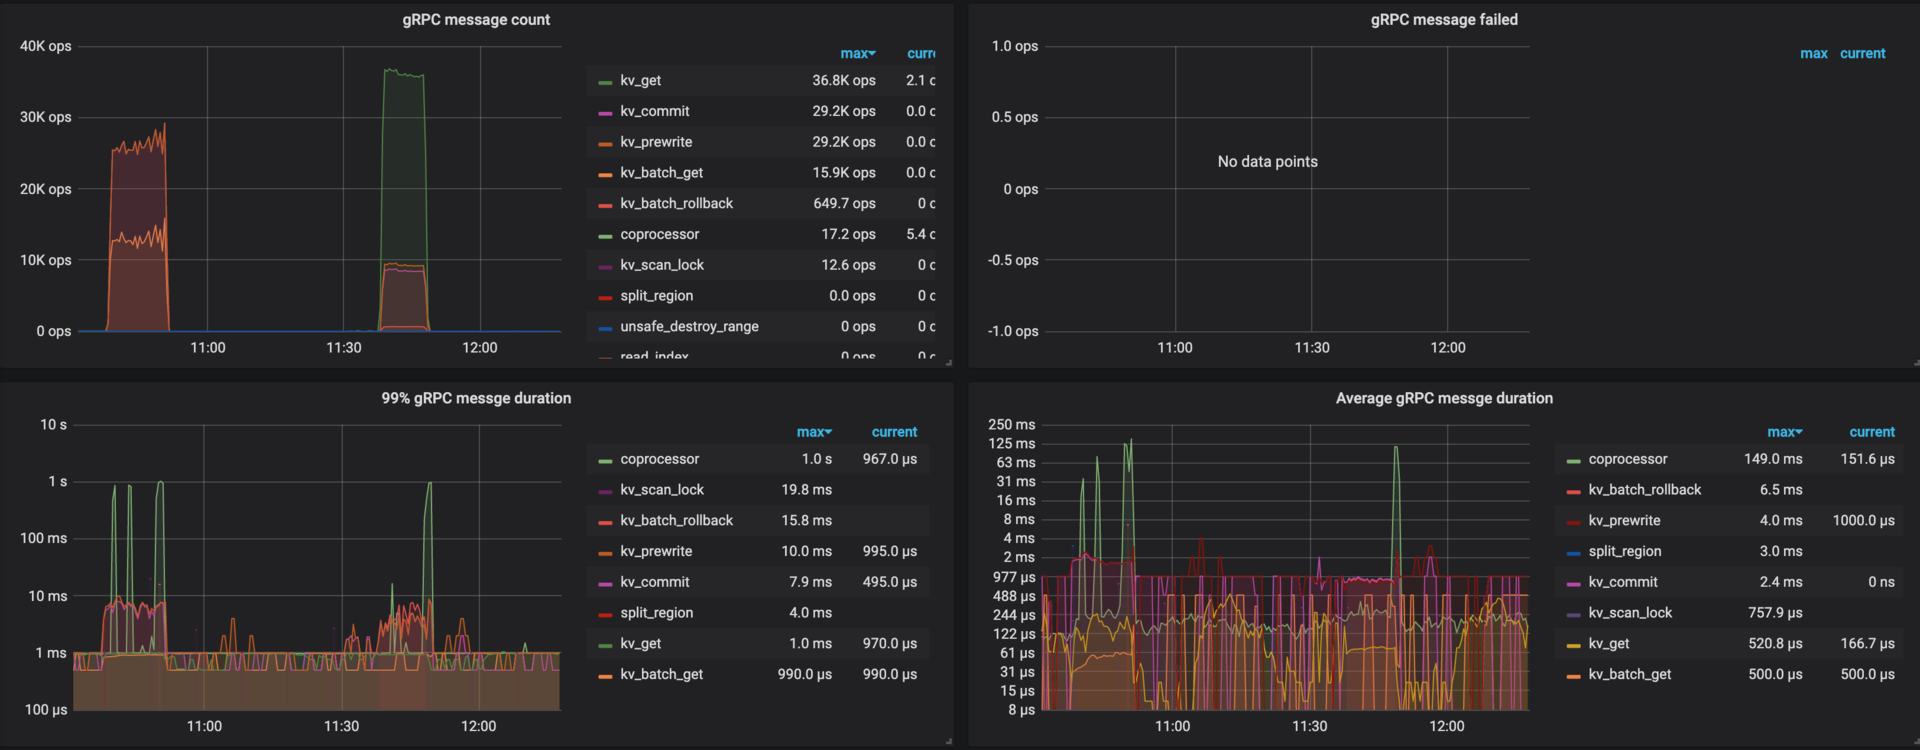 gRPC message count
40K ops
30K ops
20K ops
10K ops
0 ops
11:00 11:30 12:00
max curr
kv_get 36.8K ops 2.1
kv_commit 29.2K ops 0.0
kv_prewrite 29.2K ops 0.0
kv_batch_get 15.9K ops 0.0
kv_batch_rollback 649.7 ops 0
coprocessor 17.2 ops 5.4
kv_scan_lock 12.6 ops 0
split_region 0.0 ops 0
unsafe_destroy_range 0 ops 0
read_index 0 ops 0
gRPC message failed
1.0 ops
0.5 ops
0 ops
-0.5 ops
-1.0 ops
No data points
11:00 11:30 12:00
max current
99% gRPC messge duration
10 s
1 s
100 ms
10 ms
1 ms
100 µs
11:00 11:30 12:00
max current
coprocessor 1.0 s 967.0 µs
kv_scan_lock 19.8 ms
kv_batch_rollback 15.8 ms
kv_prewrite 10.0 ms 995.0 µs
kv_commit 7.9 ms 495.0 µs
split_region 4.0 ms
kv_get 1.0 ms 970.0 µs
kv_batch_get 990.0 µs 990.0 µs
Average gRPC messge duration
250 ms
125 ms
63 ms
31 ms
16 ms
8 ms
4 ms
2 ms
977 µs
488 µs
244 µs
122 µs
61 µs
31 µs
15 µs
8 µs
11:00 11:30 12:00
max current
coprocessor 149.0 ms 151.6 µs
kv_batch_rollback 6.5 ms
kv_prewrite 4.0 ms 1000.0 µs
split_region 3.0 ms
kv_commit 2.4 ms 0 ns
kv_scan_lock 757.9 µs
kv_get 520.8 µs 166.7 µs
kv_batch_get 500.0 µs 500.0 µs